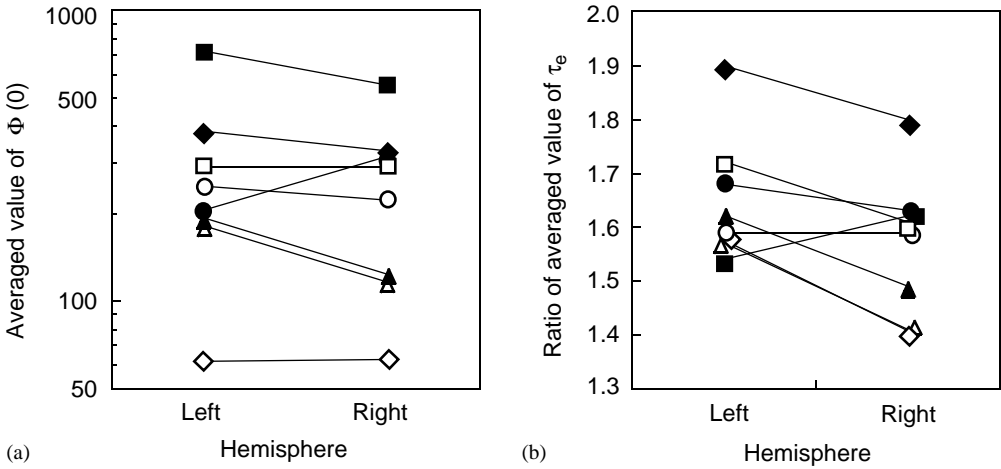 Averaged value of Φ (0)
1000
500
100
50
Left Right
Hemisphere
(a)
Ratio of averaged value of τe
2.0
1.9
1.8
1.7
1.6
1.5
1.4
1.3
Left Right
Hemisphere
(b)